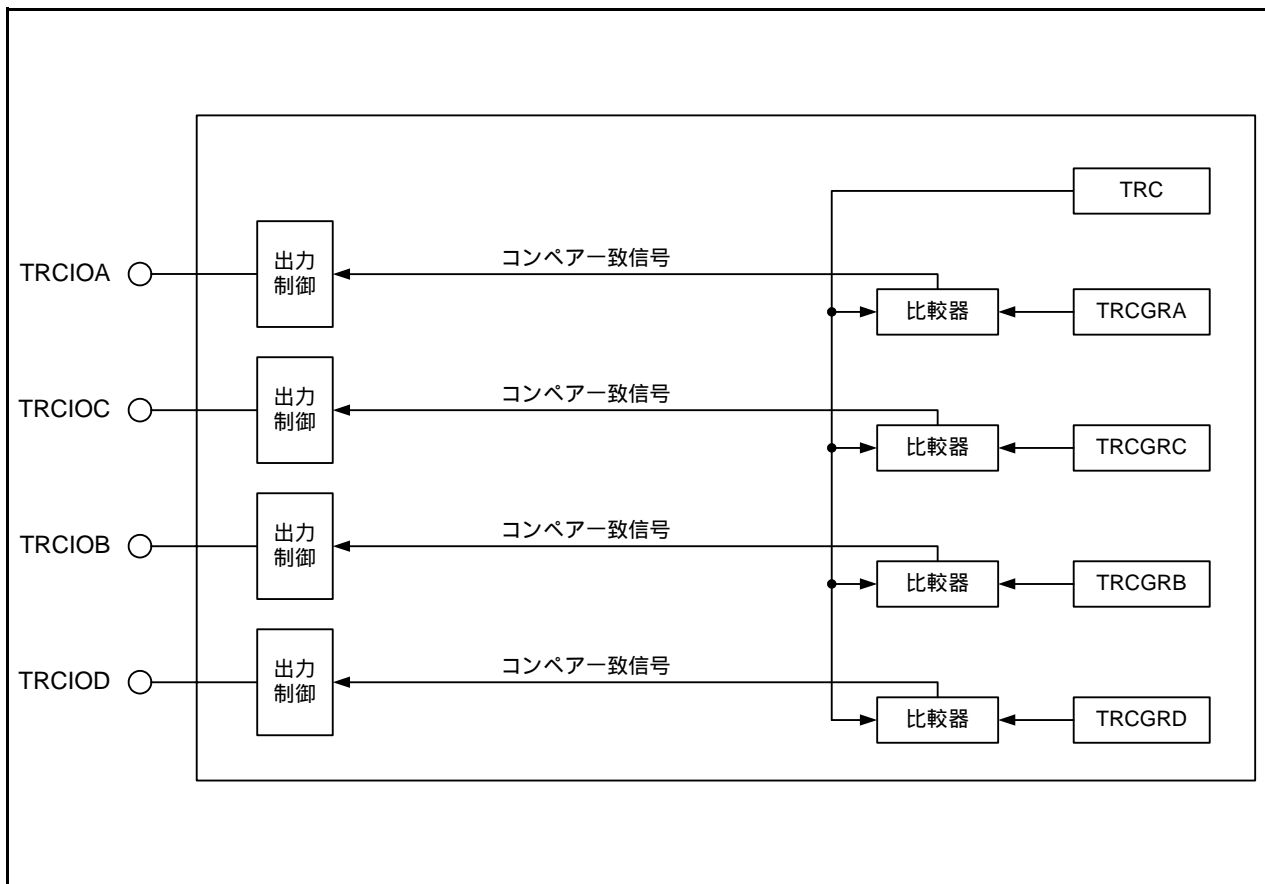 TRC
TRCIOA
出力
制御
コンペア一致信号
比較器
TRCGRA
TRCIOC
出力
制御
コンペア一致信号
比較器
TRCGRC
TRCIOB
出力
制御
コンペア一致信号
比較器
TRCGRB
TRCIOD
出力
制御
コンペア一致信号
比較器
TRCGRD